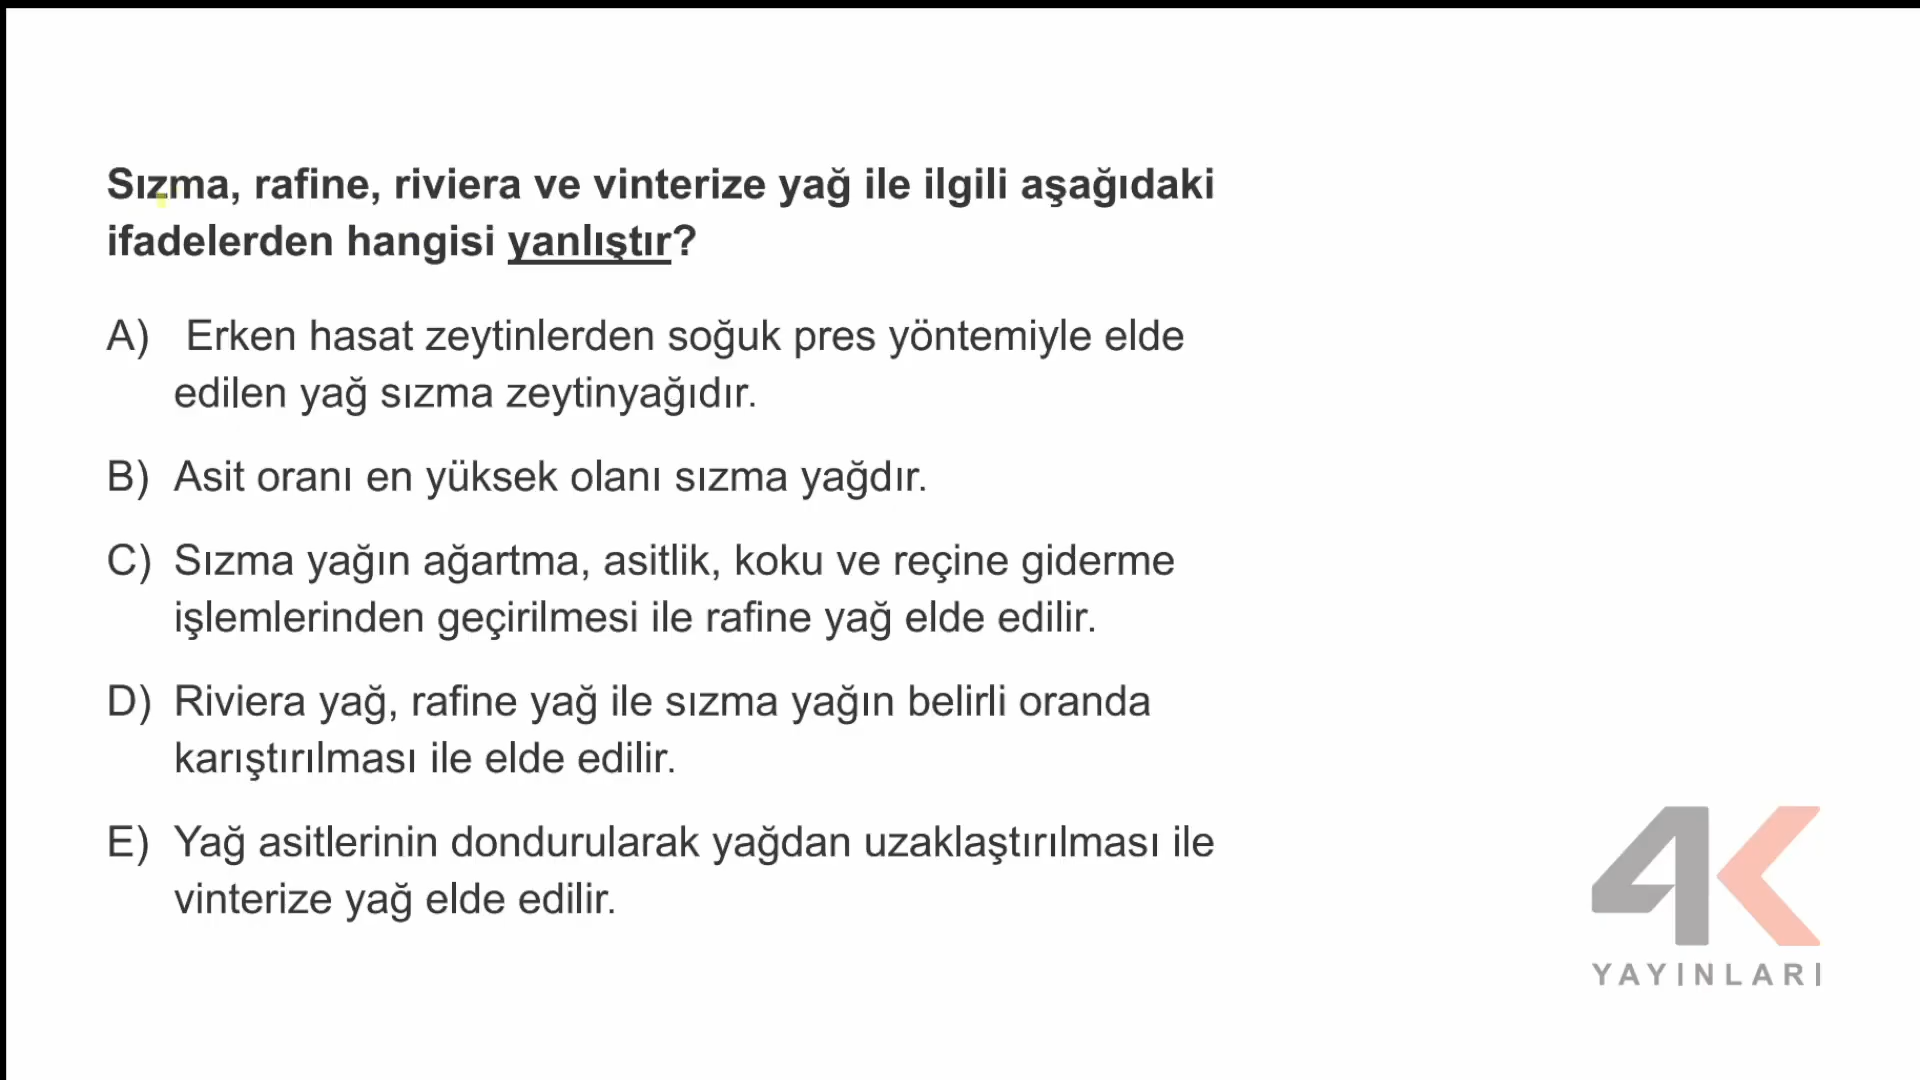 Sızma, rafine, riviera ve vinterize yağ ile ilgili aşağıdaki
ifadelerden hangisi yanlıştır?
A) Erken hasat zeytinlerden soğuk pres yöntemiyle elde
edilen yağ sızma zeytinyağıdır.
B) Asit oranı en yüksek olanı sızma yağdır.
C) Sızma yağın ağartma, asitlik, koku ve reçine giderme
işlemlerinden geçirilmesi ile rafine yağ elde edilir.
D) Riviera yağ, rafine yağ ile sızma yağın belirli oranda
karıştırılması ile elde edilir.
E) Yağ asitlerinin dondurularak yağdan uzaklaştırılması ile
vinterize yağ elde edilir.
4K
YAYINLARI